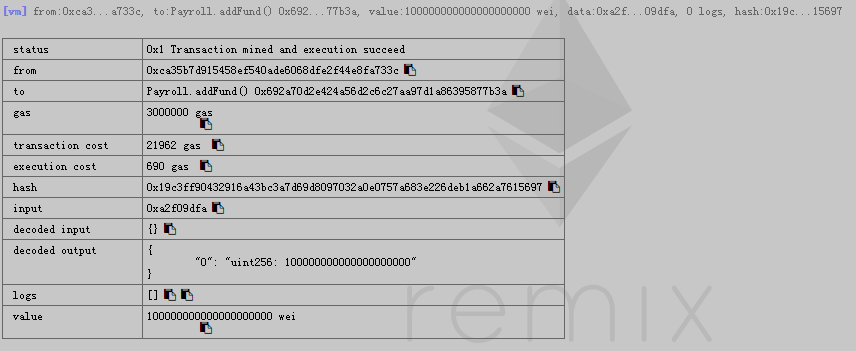 [vm] from:0xca3...a733c, to:Payroll.addFund() 0x692...77b3a, value:100000000000000000000 wei, data:0xa2f...09dfa, 0 logs, hash:0x19c...15697
status 0x1 Transaction mined and execution succeed
from 0xca35b7d915458ef540ade6068dfe2f44e8fa733c
to Payroll.addFund() 0x692a70d2e424a56d2c6c27aa97d1a86395877b3a
gas 3000000 gas
transaction cost 21962 gas
execution cost 690 gas
hash 0x19c3ff90432916a43bc3a7d69d8097032a0e0757a683e226deb1a662a7615697
input 0xa2f09dfa
decoded input {}
decoded output {
"0": "uint256: 100000000000000000000"
}
logs []
value 100000000000000000000 wei
remix